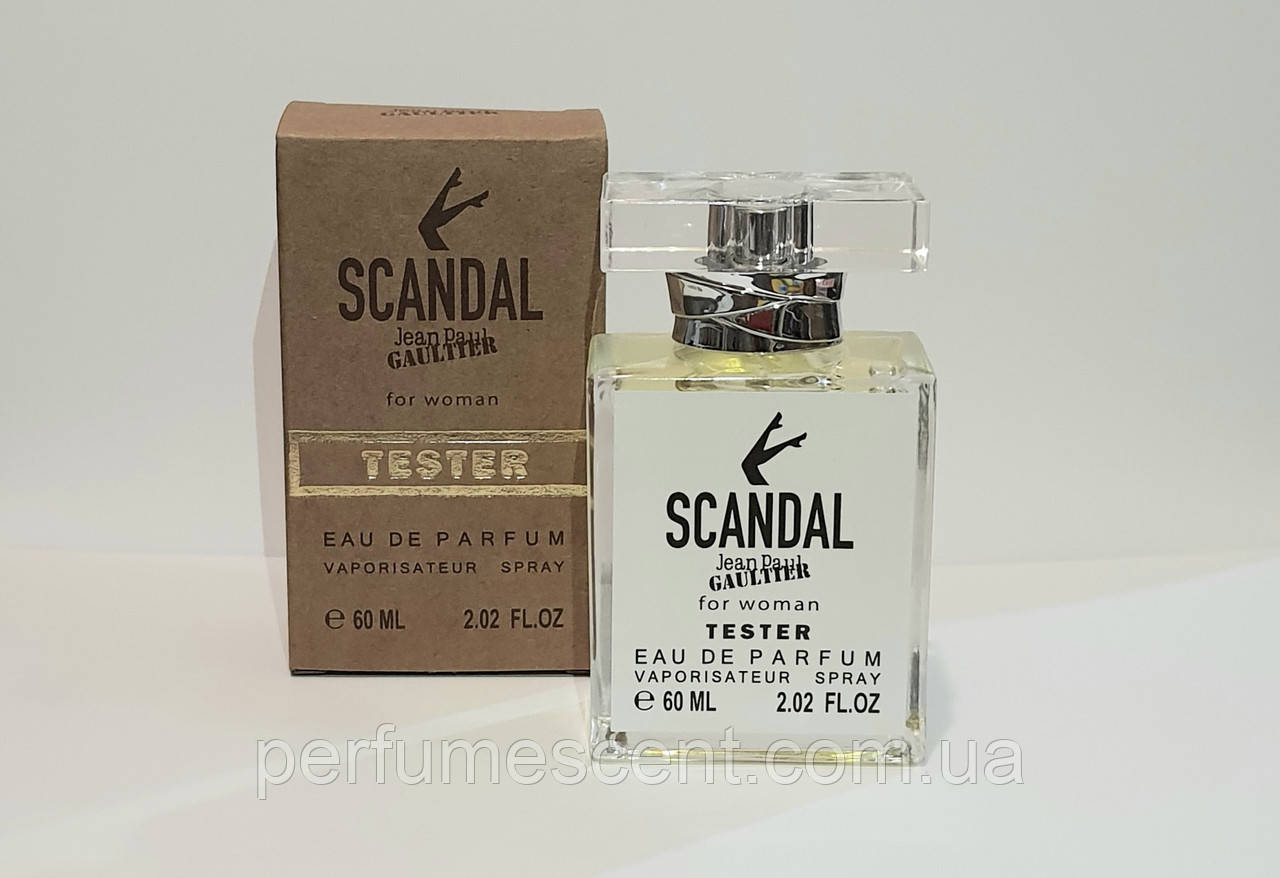 GAULTIER
SCANDAL
Jean Paul
GAULTIER
for woman
TESTER
EAU DE PARFUM
VAPORISATEUR SPRAY
℮ 60 ML 2.02 FL.OZ
SCANDAL
Jean Paul
GAULTIER
for woman
TESTER
EAU DE PARFUM
VAPORISATEUR SPRAY
℮ 60 ML 2.02 FL.OZ
perfumescent.com.ua